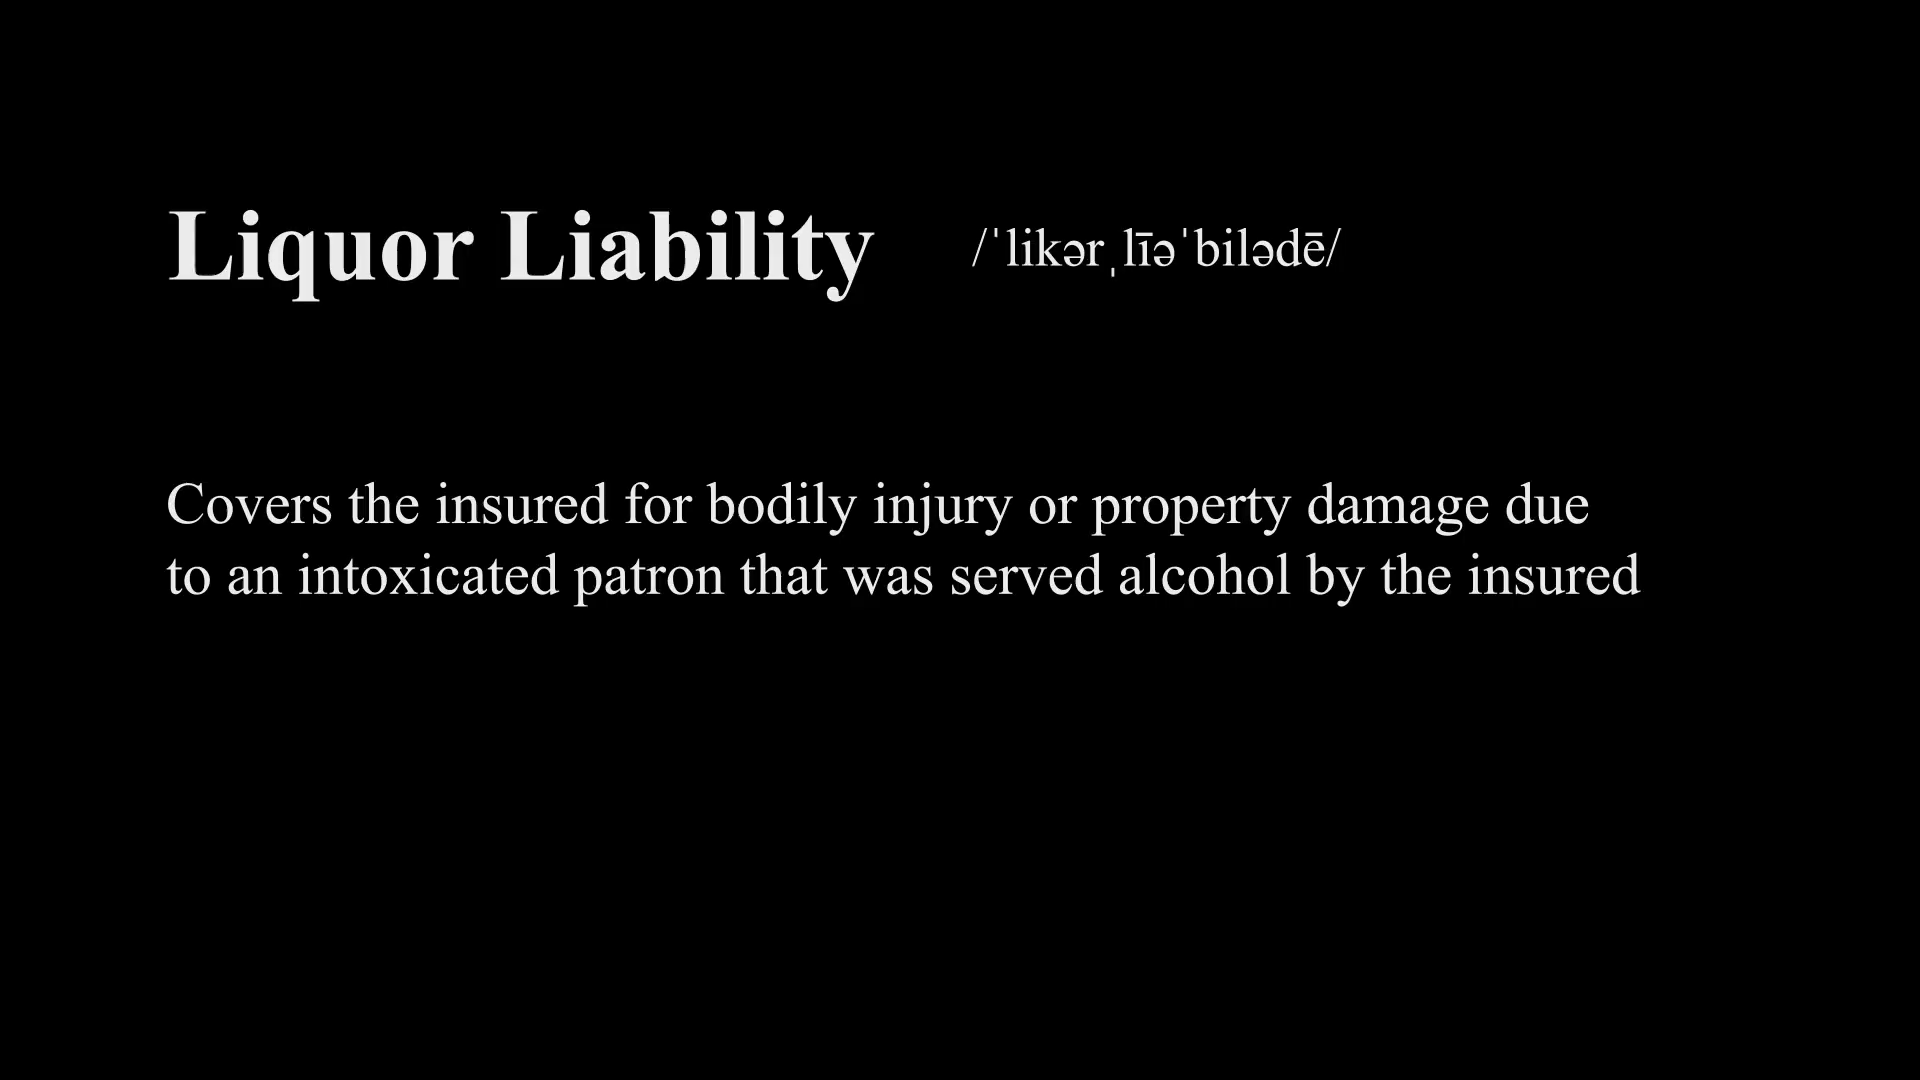 Liquor Liability /ˈlikərˌlīəˈbilədē/
Covers the insured for bodily injury or property damage due
to an intoxicated patron that was served alcohol by the insured